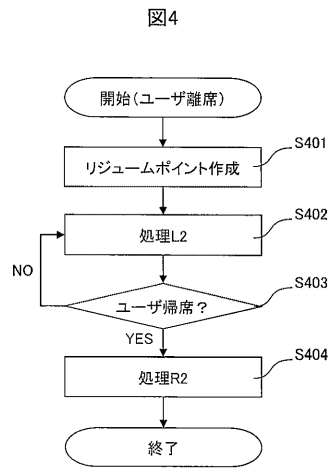 図4
開始(ユーザ離席)
S401
リジュームポイント作成
S402
処理L2
NO
S403
ユーザ帰席?
YES
S404
処理R2
終了